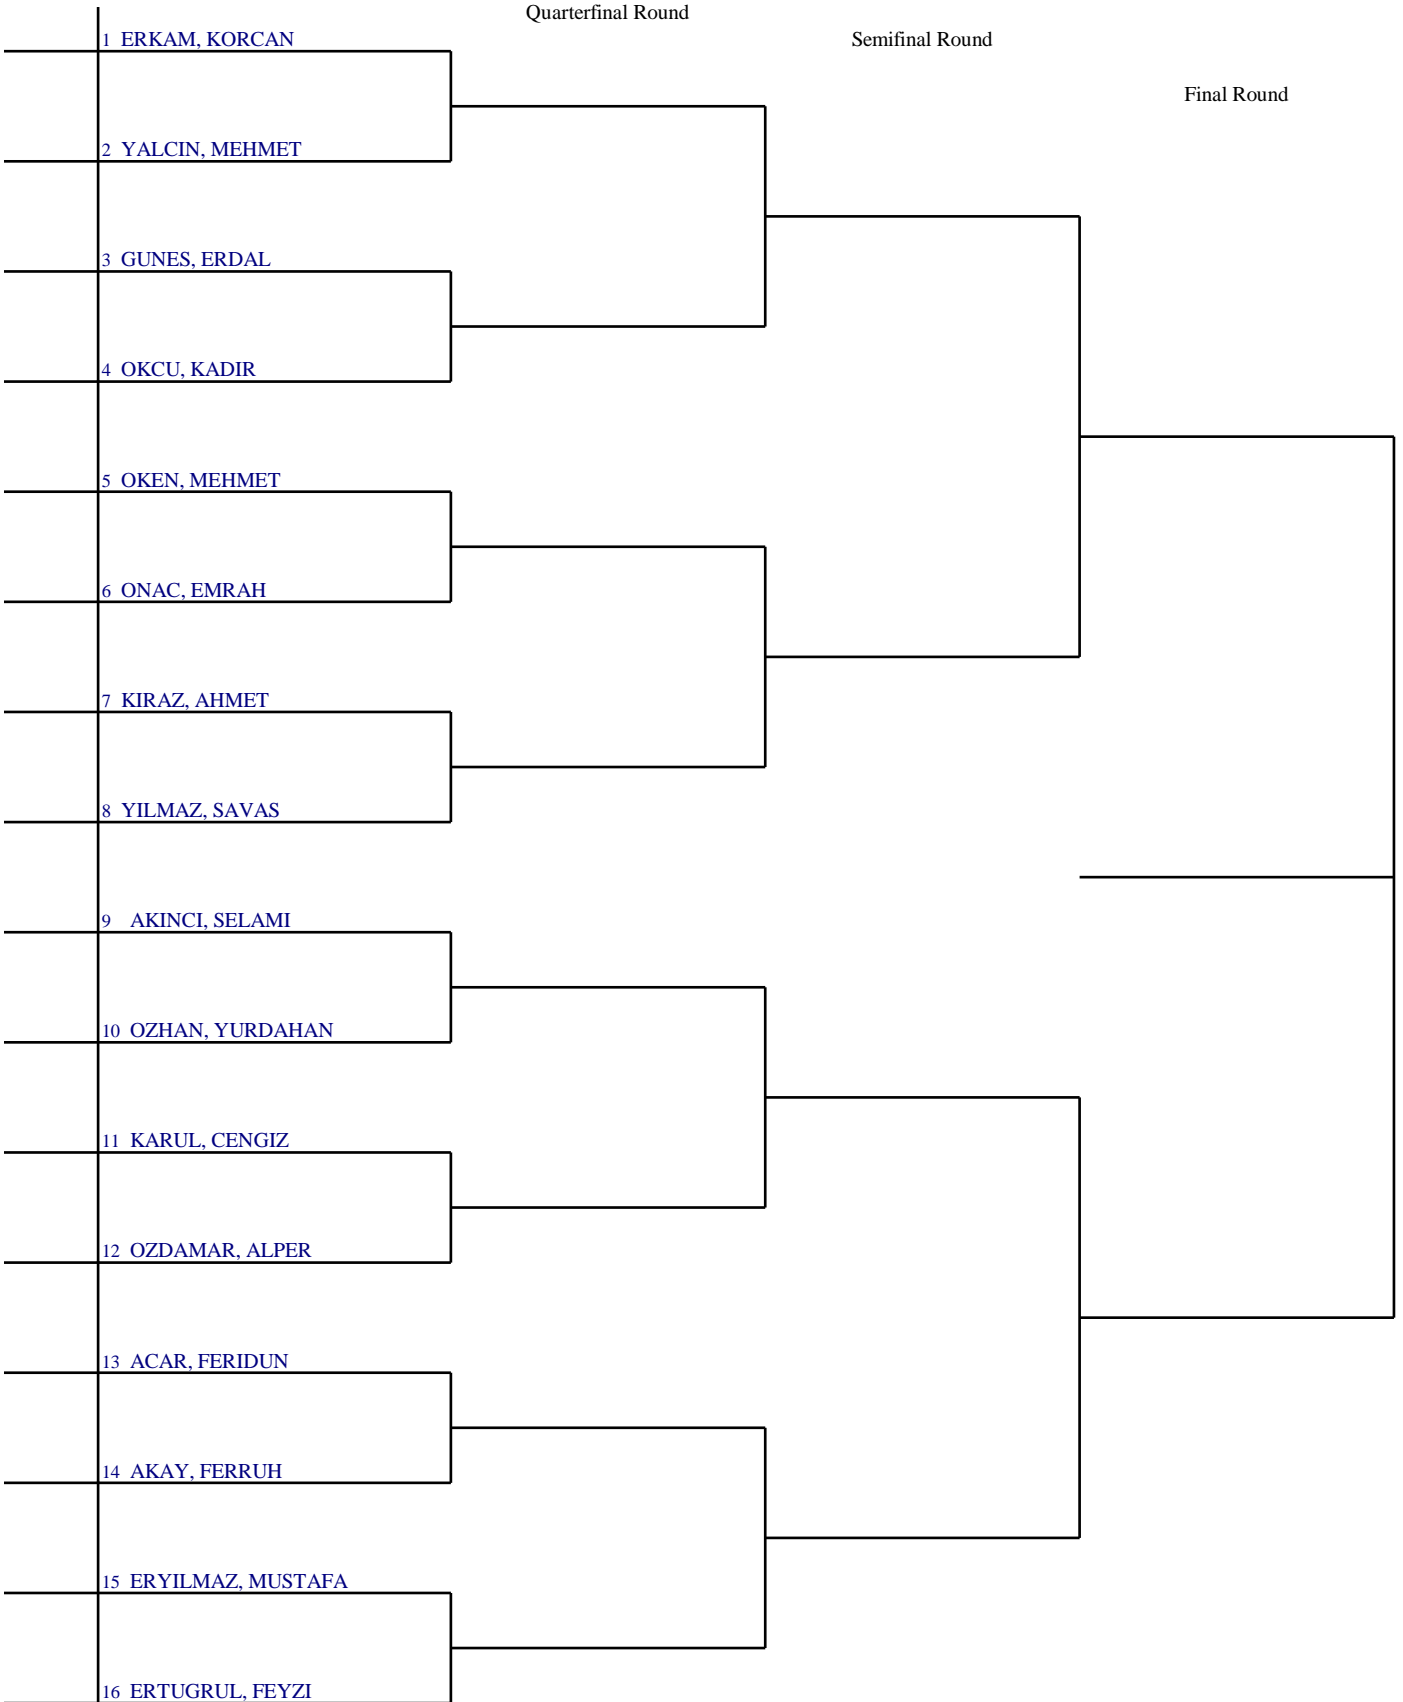 Quarterfinal Round
1 ERKAM, KORCAN
Semifinal Round
Final Round
2 YALCIN, MEHMET
3 GUNES, ERDAL
4 OKCU, KADIR
5 OKEN, MEHMET
6 ONAC, EMRAH
7 KIRAZ, AHMET
8 YILMAZ, SAVAS
9 AKINCI, SELAMI
10 OZHAN, YURDAHAN
11 KARUL, CENGIZ
12 OZDAMAR, ALPER
13 ACAR, FERIDUN
14 AKAY, FERRUH
15 ERYILMAZ, MUSTAFA
16 ERTUGRUL, FEYZI